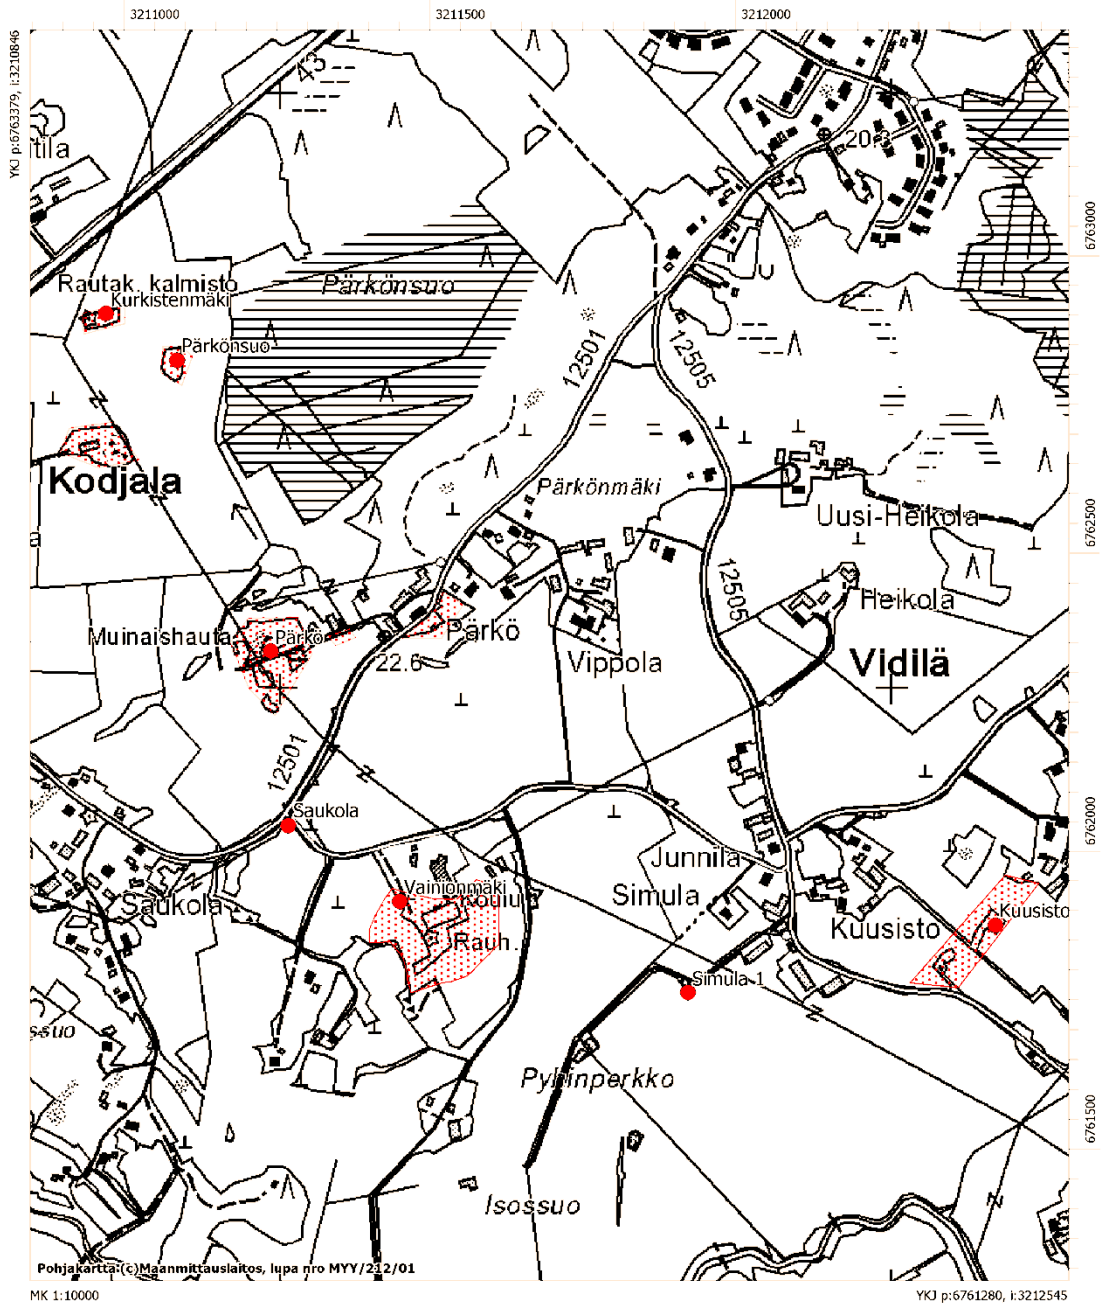 3211000
3211500
3212000
YKJ p:6763379, i:3210846
43
20.3
tila
6763000
Rautak. kalmisto
Kurkistenmäki
Pärkönsuo
Pärkönsuo
12501
12505
Kodjala
Pärkönmäki
Uusi-Heikola
6762500
a
12505
Heikola
Muinaishauta
Pärkö
Pärkö
22.6
Vippola
Vidilä
12501
Saukola
6762000
Junnila
Simula
Vainionmäki
Koulu
Saukola
Rauh.
Kuusisto
Kuusisto
Simula 1
ssuo
Pyhinperkko
6761500
Isossuo
Pohjakartta:(c)Maanmittauslaitos, lupa nro MYY/212/01
MK 1:10000
YKJ p:6761280, i:3212545